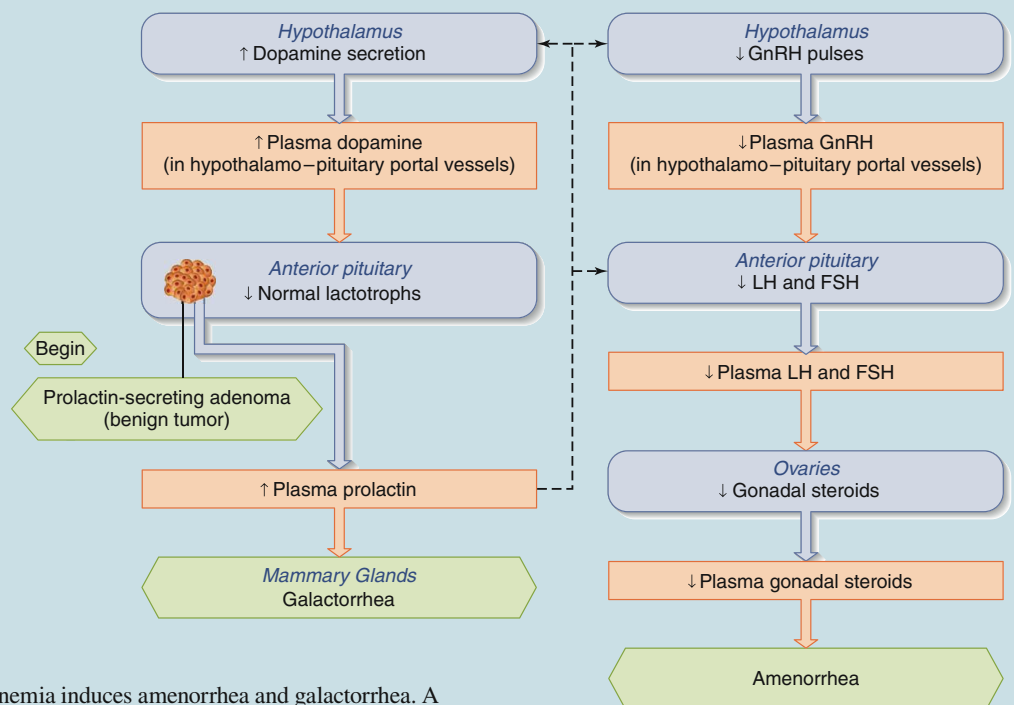 Hypothalamus
↑ Dopamine secretion
↑ Plasma dopamine
(in hypothalamo–pituitary portal vessels)
Anterior pituitary
↓ Normal lactotrophs
Begin
Prolactin-secreting adenoma
(benign tumor)
↑ Plasma prolactin
Mammary Glands
Galactorrhea
Hypothalamus
↓ GnRH pulses
↓ Plasma GnRH
(in hypothalamo–pituitary portal vessels)
Anterior pituitary
↓ LH and FSH
↓ Plasma LH and FSH
Ovaries
↓ Gonadal steroids
↓ Plasma gonadal steroids
Amenorrhea
nemia induces amenorrhea and galactorrhea. A